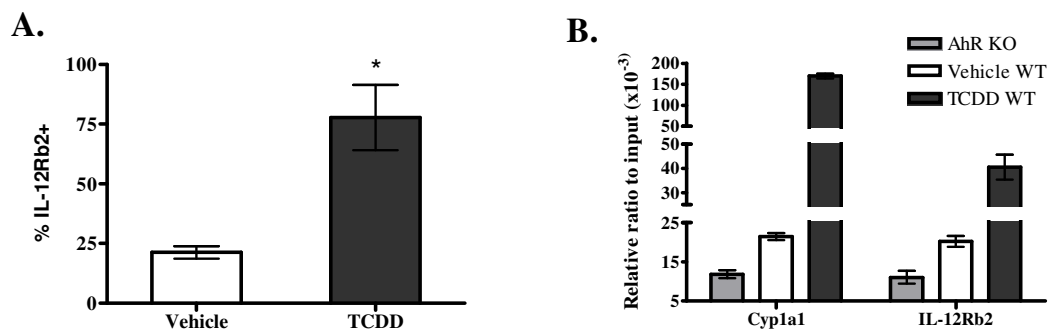 A.
100
75
50
25
0
% IL-12Rb2+
*
Vehicle
TCDD
B.
AhR KO
Vehicle WT
TCDD WT
Relative ratio to input (x10⁻³)
200
150
100
50
50
40
30
25
15
5
Cyp1a1
IL-12Rb2